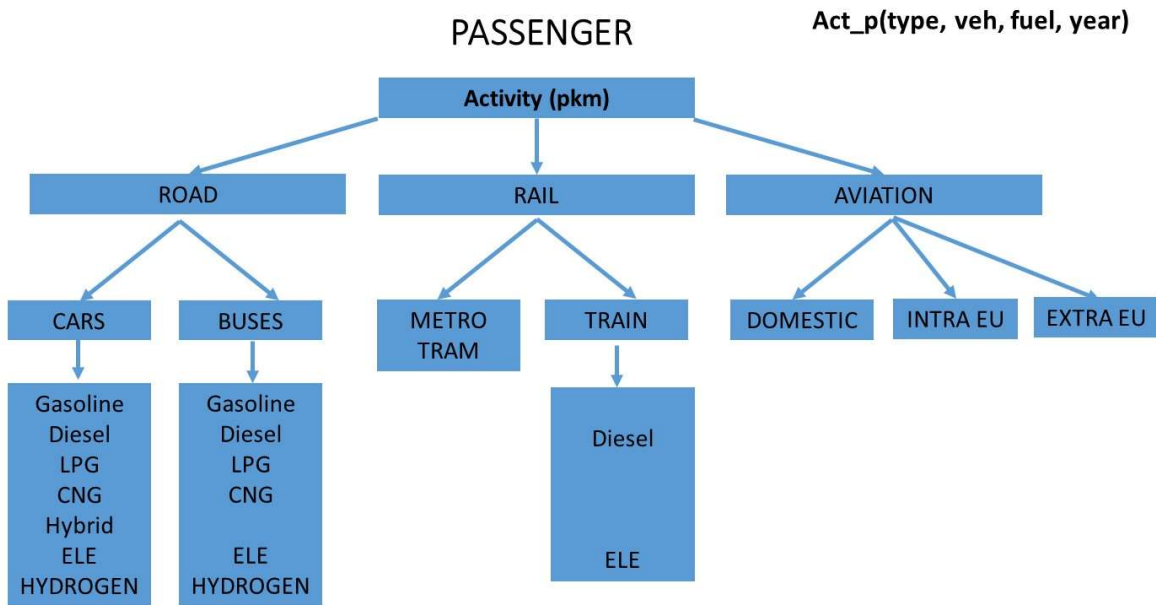 PASSENGER
Act_p(type, veh, fuel, year)
Activity (pkm)
ROAD
RAIL
AVIATION
CARS
BUSES
METRO
TRAM
TRAIN
DOMESTIC
INTRA EU
EXTRA EU
Gasoline
Diesel
LPG
CNG
Hybrid
ELE
HYDROGEN
Gasoline
Diesel
LPG
CNG
ELE
HYDROGEN
Diesel
ELE